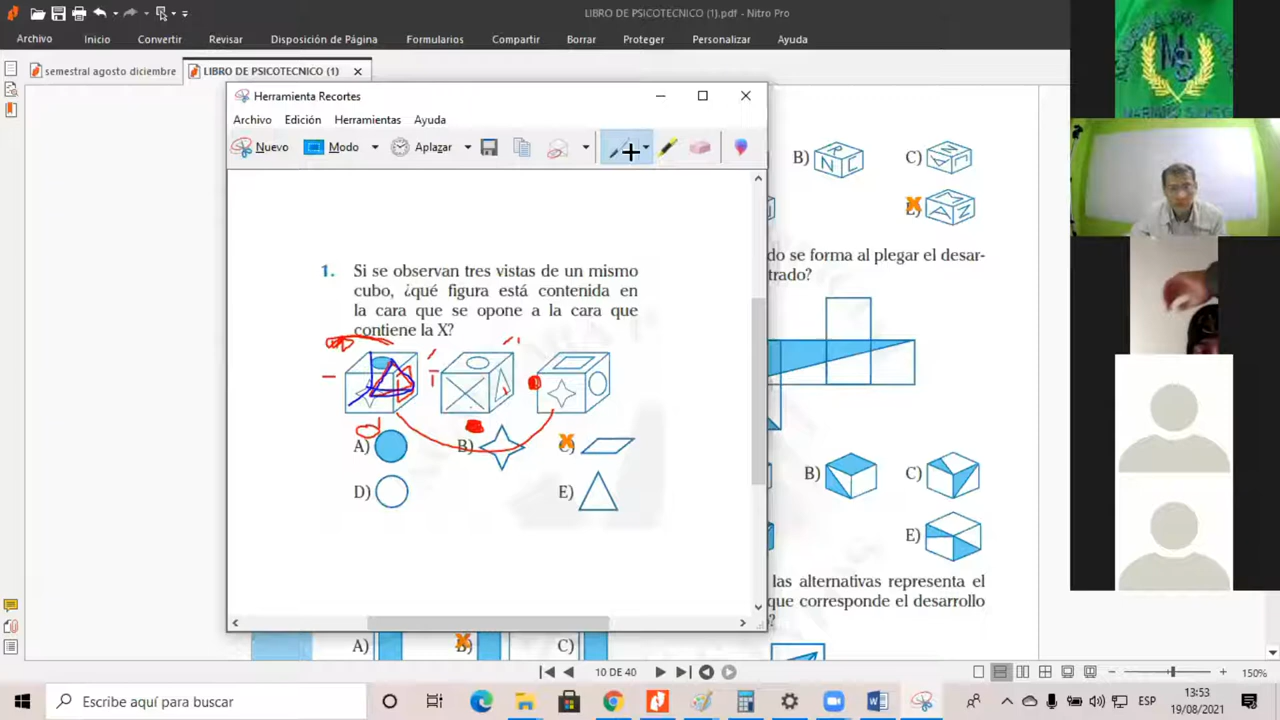 LIBRO DE PSICOTECNICO (1).pdf - Nitro Pro
Archivo Inicio Convertir Revisar Disposición de Página Formularios Compartir Borrar Proteger Personalizar Ayuda
semestral agosto diciembre LIBRO DE PSICOTECNICO (1)
Herramienta Recortes
Archivo Edición Herramientas Ayuda
Nuevo Modo Aplazar
1. Si se observan tres vistas de un mismo
cubo, ¿qué figura está contenida en
la cara que se opone a la cara que
contiene la X?
A) B) C)
D) E)
B) C)
do se forma al plegar el desar-
trado?
B) C)
E)
las alternativas representa el
que corresponde el desarrollo
?
A) B) C)
10 DE 40
150%
Escribe aquí para buscar
ESP
13:53
19/08/2021